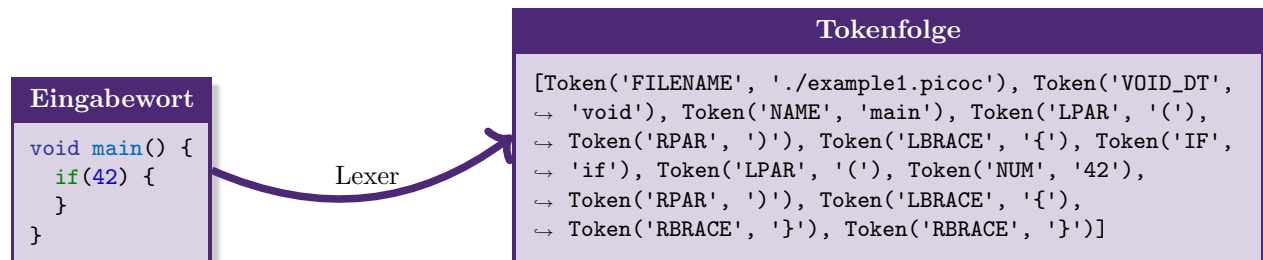 Eingabewort
void main() {
  if(42) {
  }
}
Lexer
Tokenfolge
[Token('FILENAME', './example1.picoc'), Token('VOID_DT',
↪ 'void'), Token('NAME', 'main'), Token('LPAR', '('),
↪ Token('RPAR', ')'), Token('LBRACE', '{'), Token('IF',
↪ 'if'), Token('LPAR', '('), Token('NUM', '42'),
↪ Token('RPAR', ')'), Token('LBRACE', '{'),
↪ Token('RBRACE', '}'), Token('RBRACE', '}')]